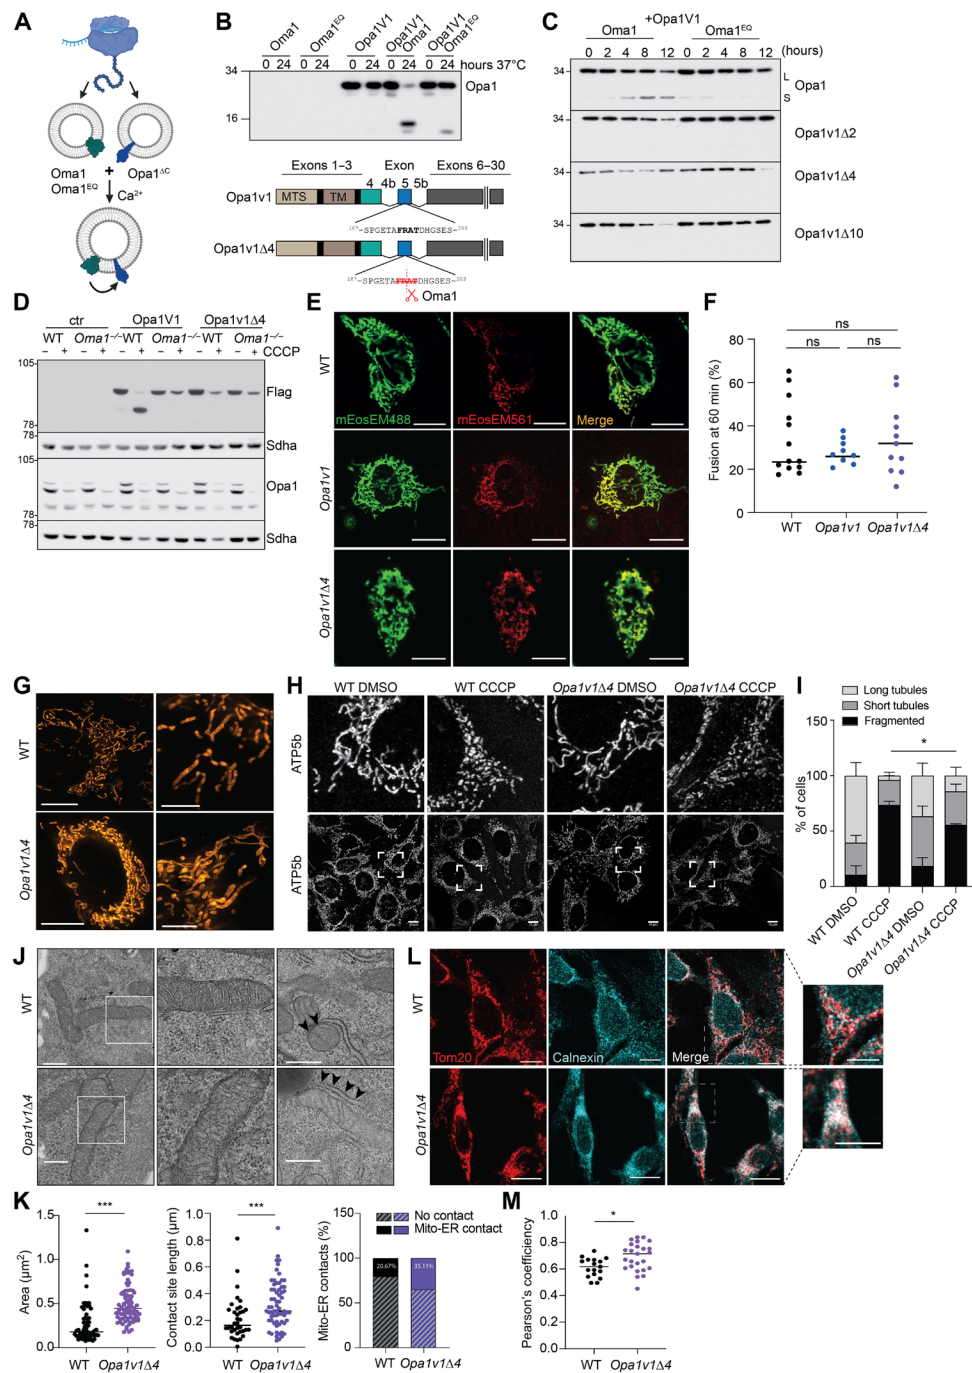 A
Oma1
Oma1EQ
+
Opa1ΔC
Ca2+
B
Oma1
Oma1EQ
Opa1V1
Opa1V1
Oma1
Opa1V1
Oma1EQ
0 24 0 24 0 24 0 24 0 24 hours 37°C
34
16
Opa1
Exons 1–3 Exon Exons 6–30
4 4b 5 5b
Opa1v1
MTS TM
187-SPGETAFRATDHGSES-203
Opa1v1Δ4
187-SPGETAFRATDHGSES-203
Oma1
C
+Opa1V1
Oma1 Oma1EQ
0 2 4 8 12 0 2 4 8 12 (hours)
34
L
S
Opa1
34
Opa1v1Δ2
34
Opa1v1Δ4
34
Opa1v1Δ10
D
ctr Opa1V1 Opa1v1Δ4
WT Oma1−/− WT Oma1−/− WT Oma1−/−
– + – + – + – + – + – + CCCP
105
Flag
78
78
Sdha
105
Opa1
78
78
Sdha
E
WT
mEosEM488 mEosEM561 Merge
Opa1v
Opa1v1Δ4
F
ns
ns ns
Fusion at 60 min (%)
80
60
40
20
0
WT Opa1v1 Opa1v1Δ4
G
WT
Opa1v1Δ4
H
WT DMSO WT CCCP Opa1v1Δ4 DMSO Opa1v1Δ4 CCCP
ATP5b
ATP5b
I
Long tubules
Short tubules
Fragmented
*
% of cells
150
100
50
0
WT DMSO
WT CCCP
Opa1v1Δ4 DMSO
Opa1v1Δ4 CCCP
J
WT
Opa1v1Δ4
L
WT
Tom20 Calnexin Merge
Opa1v1Δ4
K
***
Area (μm2)
1.5
1.0
0.5
0.0
WT Opa1v1Δ4
***
Contact site length (μm)
1.0
0.8
0.6
0.4
0.2
0.0
WT Opa1v1Δ4
No contact
Mito-ER contact
Mito-ER contacts (%)
150
100
50
0
20.67% 35.11%
WT Opa1v1Δ4
M
*
Pearson's coefficiency
1.0
0.8
0.6
0.4
0.2
0.0
WT Opa1v1Δ4